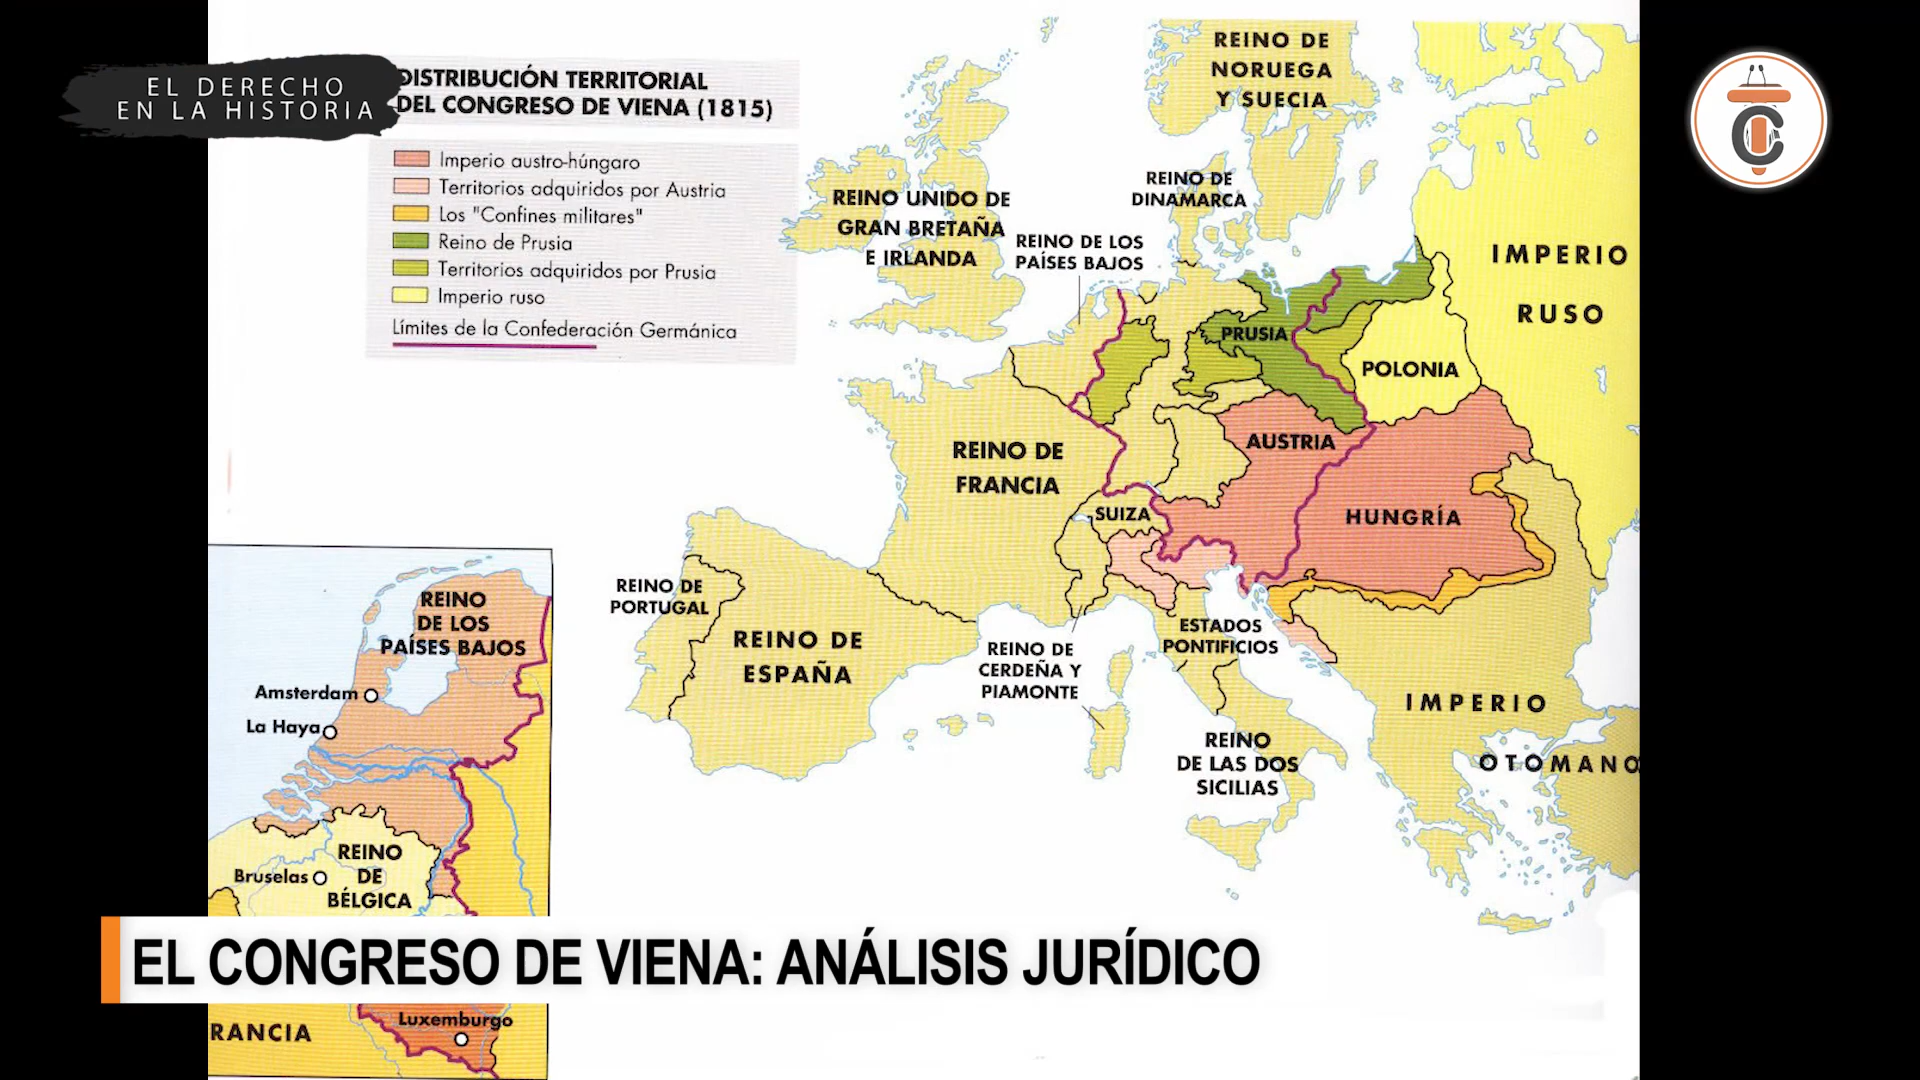 EL DERECHO
EN LA HISTORIA
DISTRIBUCIÓN TERRITORIAL
DEL CONGRESO DE VIENA (1815)
Imperio austro-húngaro
Territorios adquiridos por Austria
Los "Confines militares"
Reino de Prusia
Territorios adquiridos por Prusia
Imperio ruso
Límites de la Confederación Germánica
REINO DE
NORUEGA
Y SUECIA
REINO DE
DINAMARCA
REINO UNIDO DE
GRAN BRETAÑA
E IRLANDA
REINO DE LOS
PAÍSES BAJOS
IMPERIO
RUSO
PRUSIA
POLONIA
AUSTRIA
REINO DE
FRANCIA
SUIZA
HUNGRÍA
REINO DE
PORTUGAL
REINO DE
ESPAÑA
REINO DE
CERDEÑA Y
PIAMONTE
ESTADOS
PONTIFICIOS
IMPERIO
OTOMANO
REINO
DE LAS DOS
SICILIAS
REINO
DE LOS
PAÍSES BAJOS
Amsterdam
La Haya
REINO
DE
BÉLGICA
Bruselas
EL CONGRESO DE VIENA: ANÁLISIS JURÍDICO
Luxemburgo
RANCIA